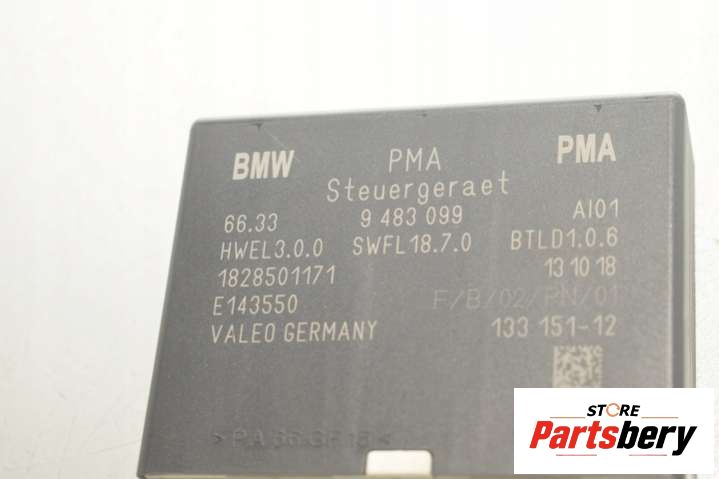 BMW PMA PMA
Steuergeraet
66.33 9 483 099 AI01
HWEL3.0.0 SWFL18.7.0 BTLD1.0.6
1828501171 13 10 18
E143550 F/B/02/PN/01
VALEO GERMANY 133 151-12
STORE
Partsbery